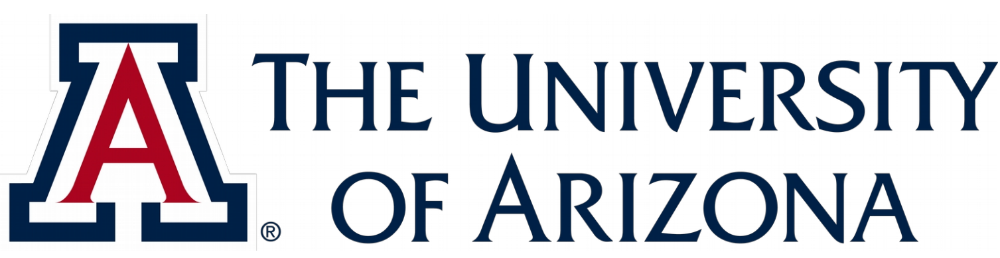 A ®
THE UNIVERSITY
OF ARIZONA